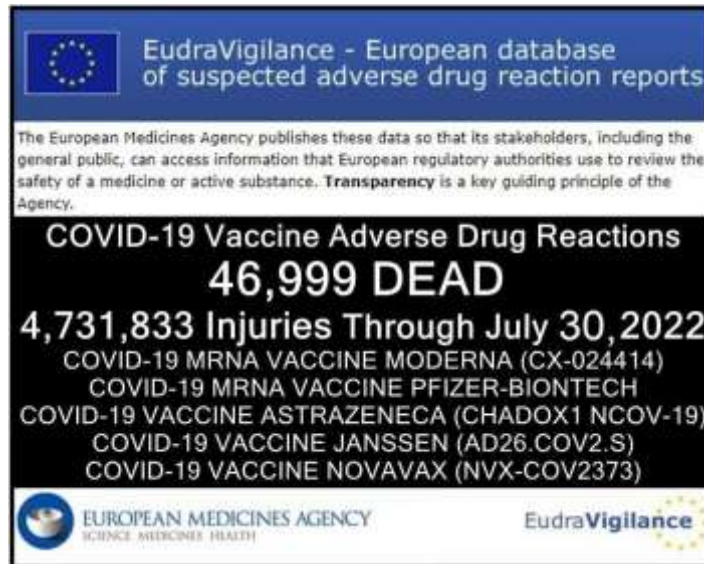 EudraVigilance - European database
of suspected adverse drug reaction reports
The European Medicines Agency publishes these data so that its stakeholders, including the
general public, can access information that European regulatory authorities use to review the
safety of a medicine or active substance. Transparency is a key guiding principle of the
Agency.
COVID-19 Vaccine Adverse Drug Reactions
46,999 DEAD
4,731,833 Injuries Through July 30, 2022
COVID-19 MRNA VACCINE MODERNA (CX-024414)
COVID-19 MRNA VACCINE PFIZER-BIONTECH
COVID-19 VACCINE ASTRAZENECA (CHADOX1 NCOV-19)
COVID-19 VACCINE JANSSEN (AD26.COV2.S)
COVID-19 VACCINE NOVAVAX (NVX-COV2373)
EUROPEAN MEDICINES AGENCY
SCIENCE MEDICINES HEALTH
EudraVigilance